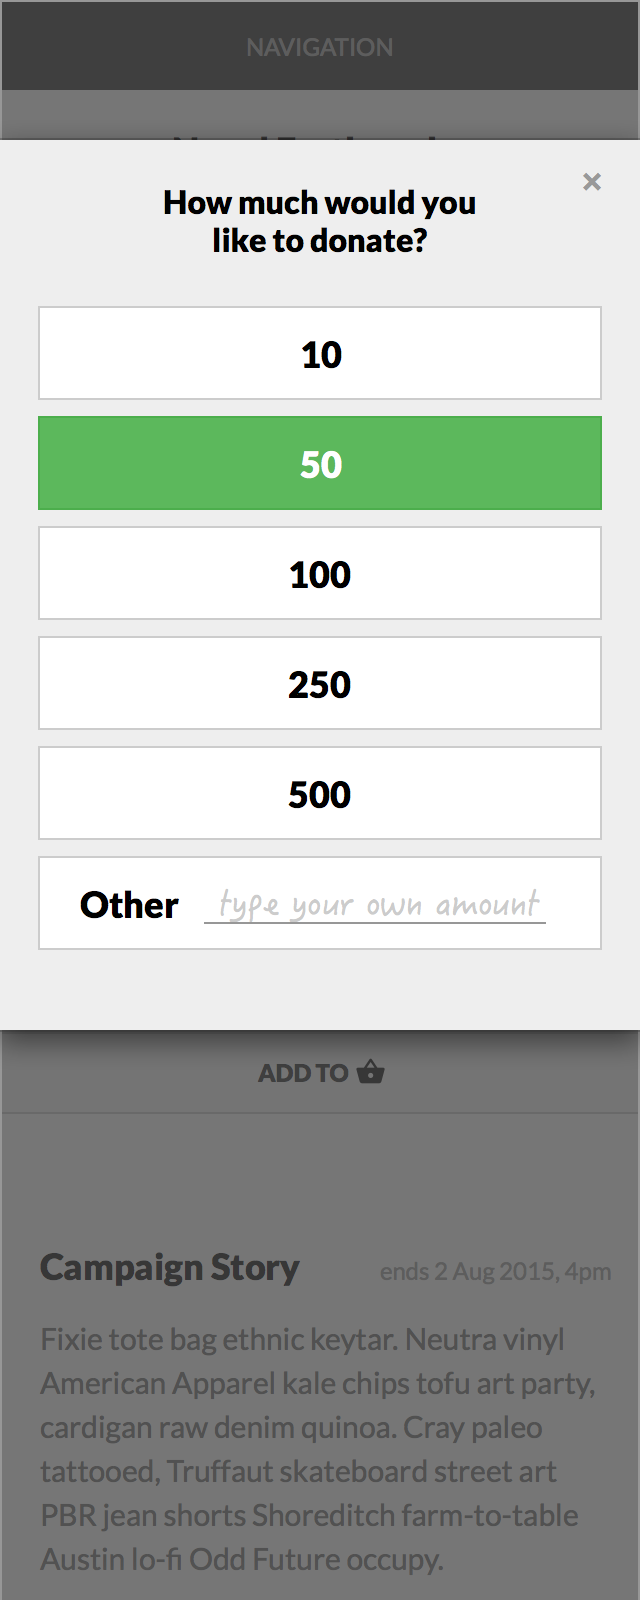 NAVIGATION
How much would you
like to donate?
×
10
50
100
250
500
Other type your own amount
ADD TO
Campaign Story ends 2 Aug 2015, 4pm
Fixie tote bag ethnic keytar. Neutra vinyl
American Apparel kale chips tofu art party,
cardigan raw denim quinoa. Cray paleo
tattooed, Truffaut skateboard street art
PBR jean shorts Shoreditch farm-to-table
Austin lo-fi Odd Future occupy.